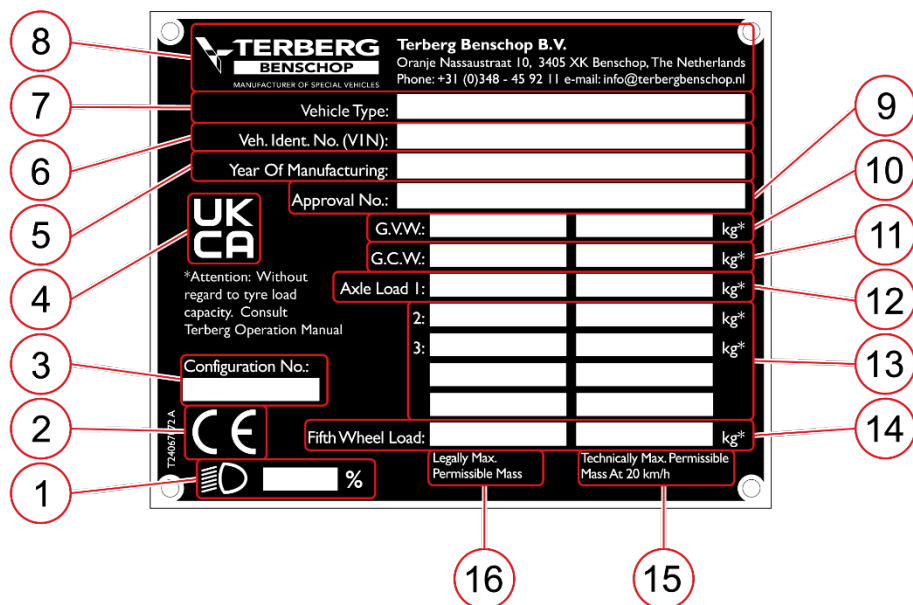 TERBERG
BENSCHOP
MANUFACTURER OF SPECIAL VEHICLES
Terberg Benschop B.V.
Oranje Nassaustraat 10, 3405 XK Benschop, The Netherlands
Phone: +31 (0)348 - 45 92 11 e-mail: info@terbergbenschop.nl
Vehicle Type:
Veh. Ident. No. (VIN):
Year Of Manufacturing:
Approval No.:
G.V.W.: kg*
G.C.W.: kg*
Axle Load 1: kg*
2: kg*
3: kg*
Fifth Wheel Load: kg*
Legally Max.
Permissible Mass
Technically Max. Permissible
Mass At 20 km/h
UK
CA
*Attention: Without
regard to tyre load
capacity. Consult
Terberg Operation Manual
Configuration No.:
CE
%
8
7
6
5
4
3
2
1
9
10
11
12
13
14
16
15